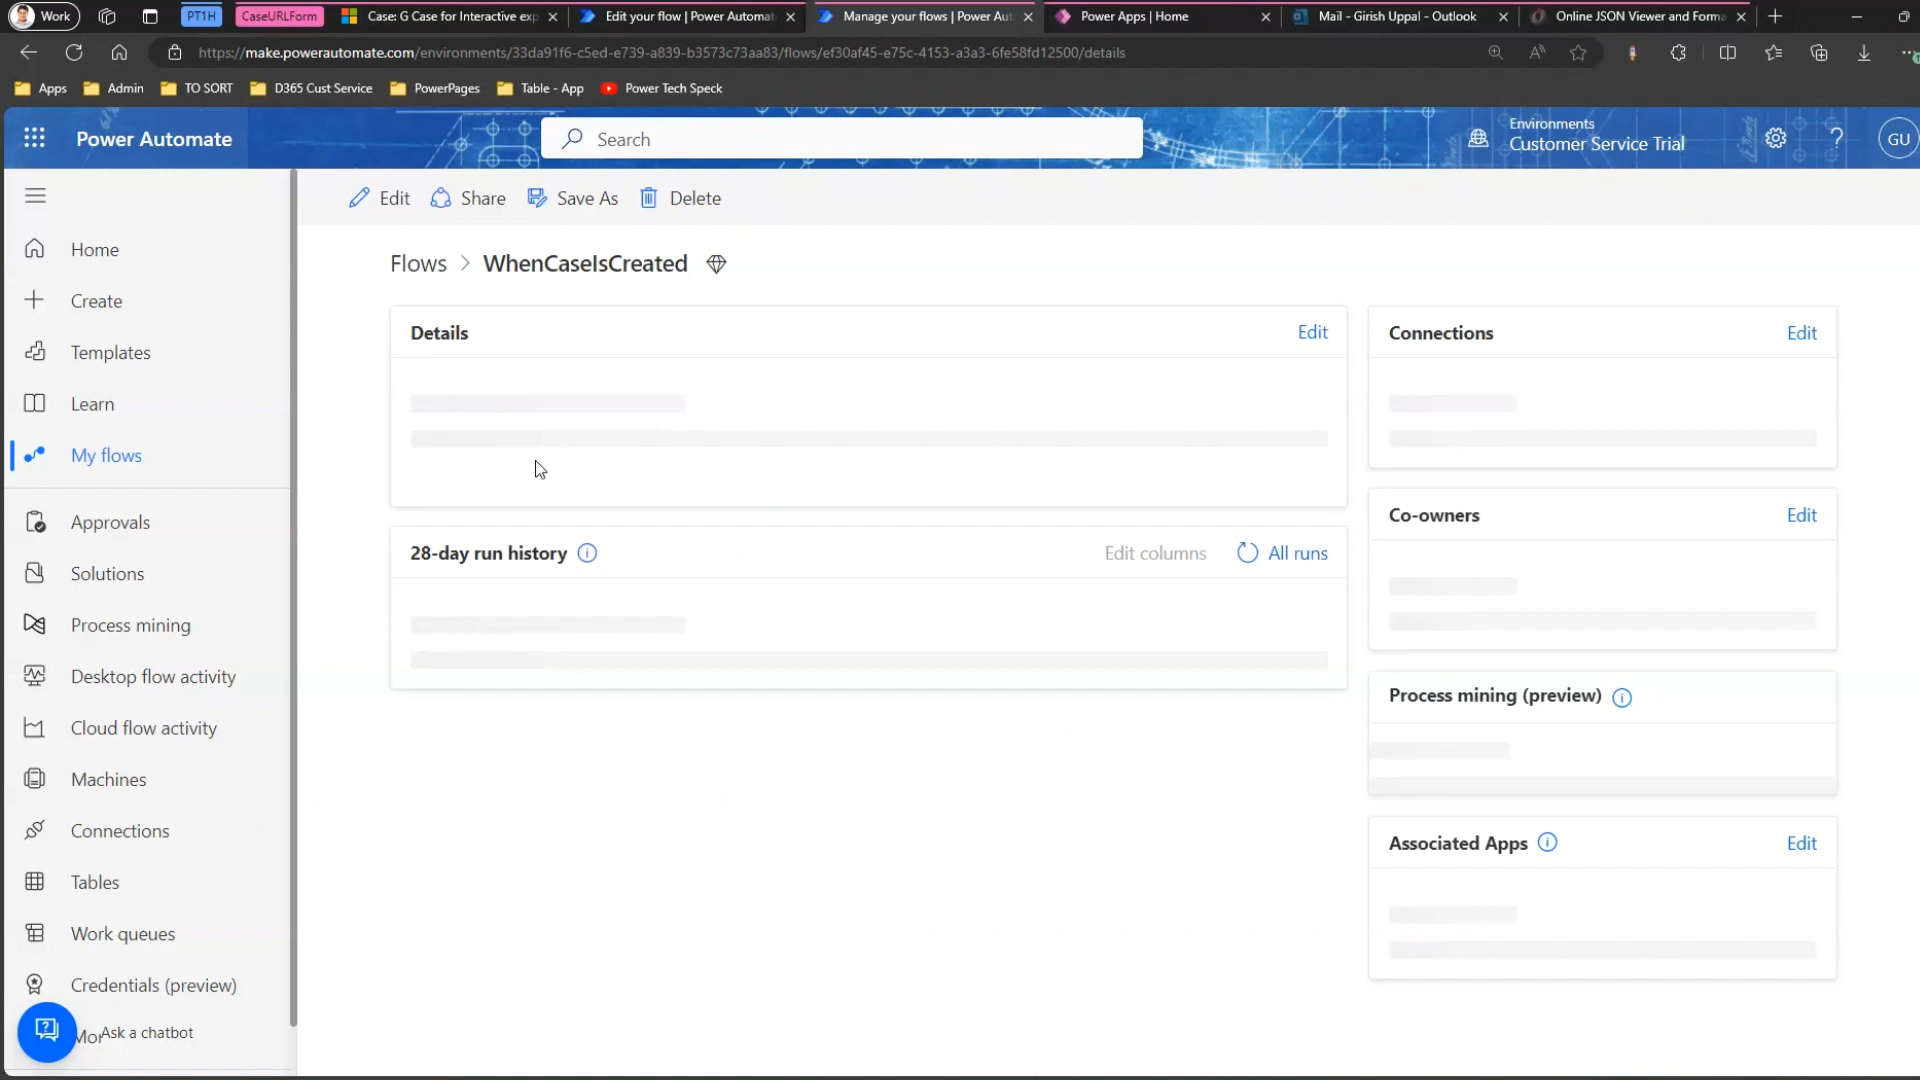 Work
PT1H
CaseURLForm
Case: G Case for Interactive exp
Edit your flow | Power Automat
Manage your flows | Power Aut
Power Apps | Home
Mail - Girish Uppal - Outlook
Online JSON Viewer and Forma
https://make.powerautomate.com/environments/33da91f6-c5ed-e739-a839-b3573c73aa83/flows/ef30af45-e75c-4153-a3a3-6fe58fd12500/details
Apps
Admin
TO SORT
D365 Cust Service
PowerPages
Table - App
Power Tech Speck
Power Automate
Search
Environments
Customer Service Trial
GU
Edit
Share
Save As
Delete
Home
Create
Templates
Learn
My flows
Approvals
Solutions
Process mining
Desktop flow activity
Cloud flow activity
Machines
Connections
Tables
Work queues
Credentials (preview)
Ask a chatbot
Flows > WhenCaseIsCreated
Details
Edit
28-day run history
Edit columns
All runs
Connections
Edit
Co-owners
Edit
Process mining (preview)
Associated Apps
Edit